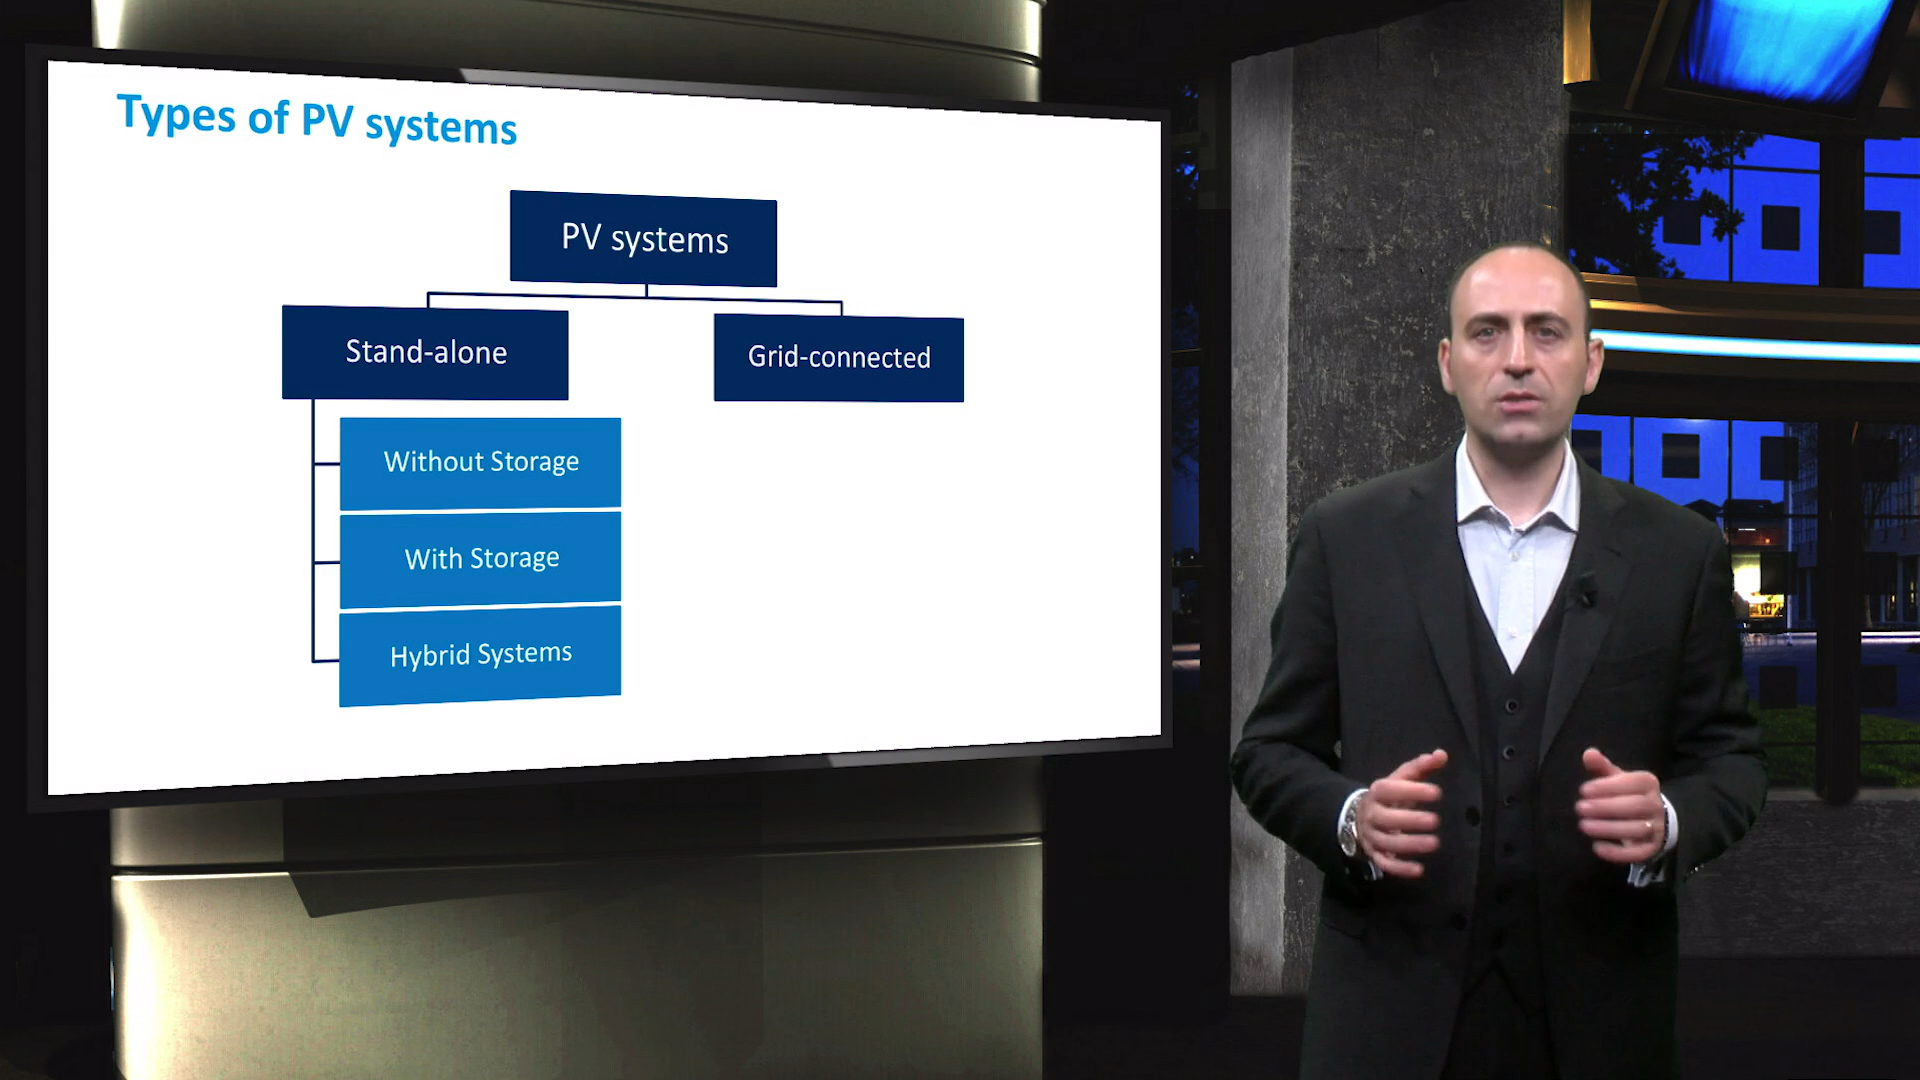 Types of PV systems
PV systems
Stand-alone
Grid-connected
Without Storage
With Storage
Hybrid Systems